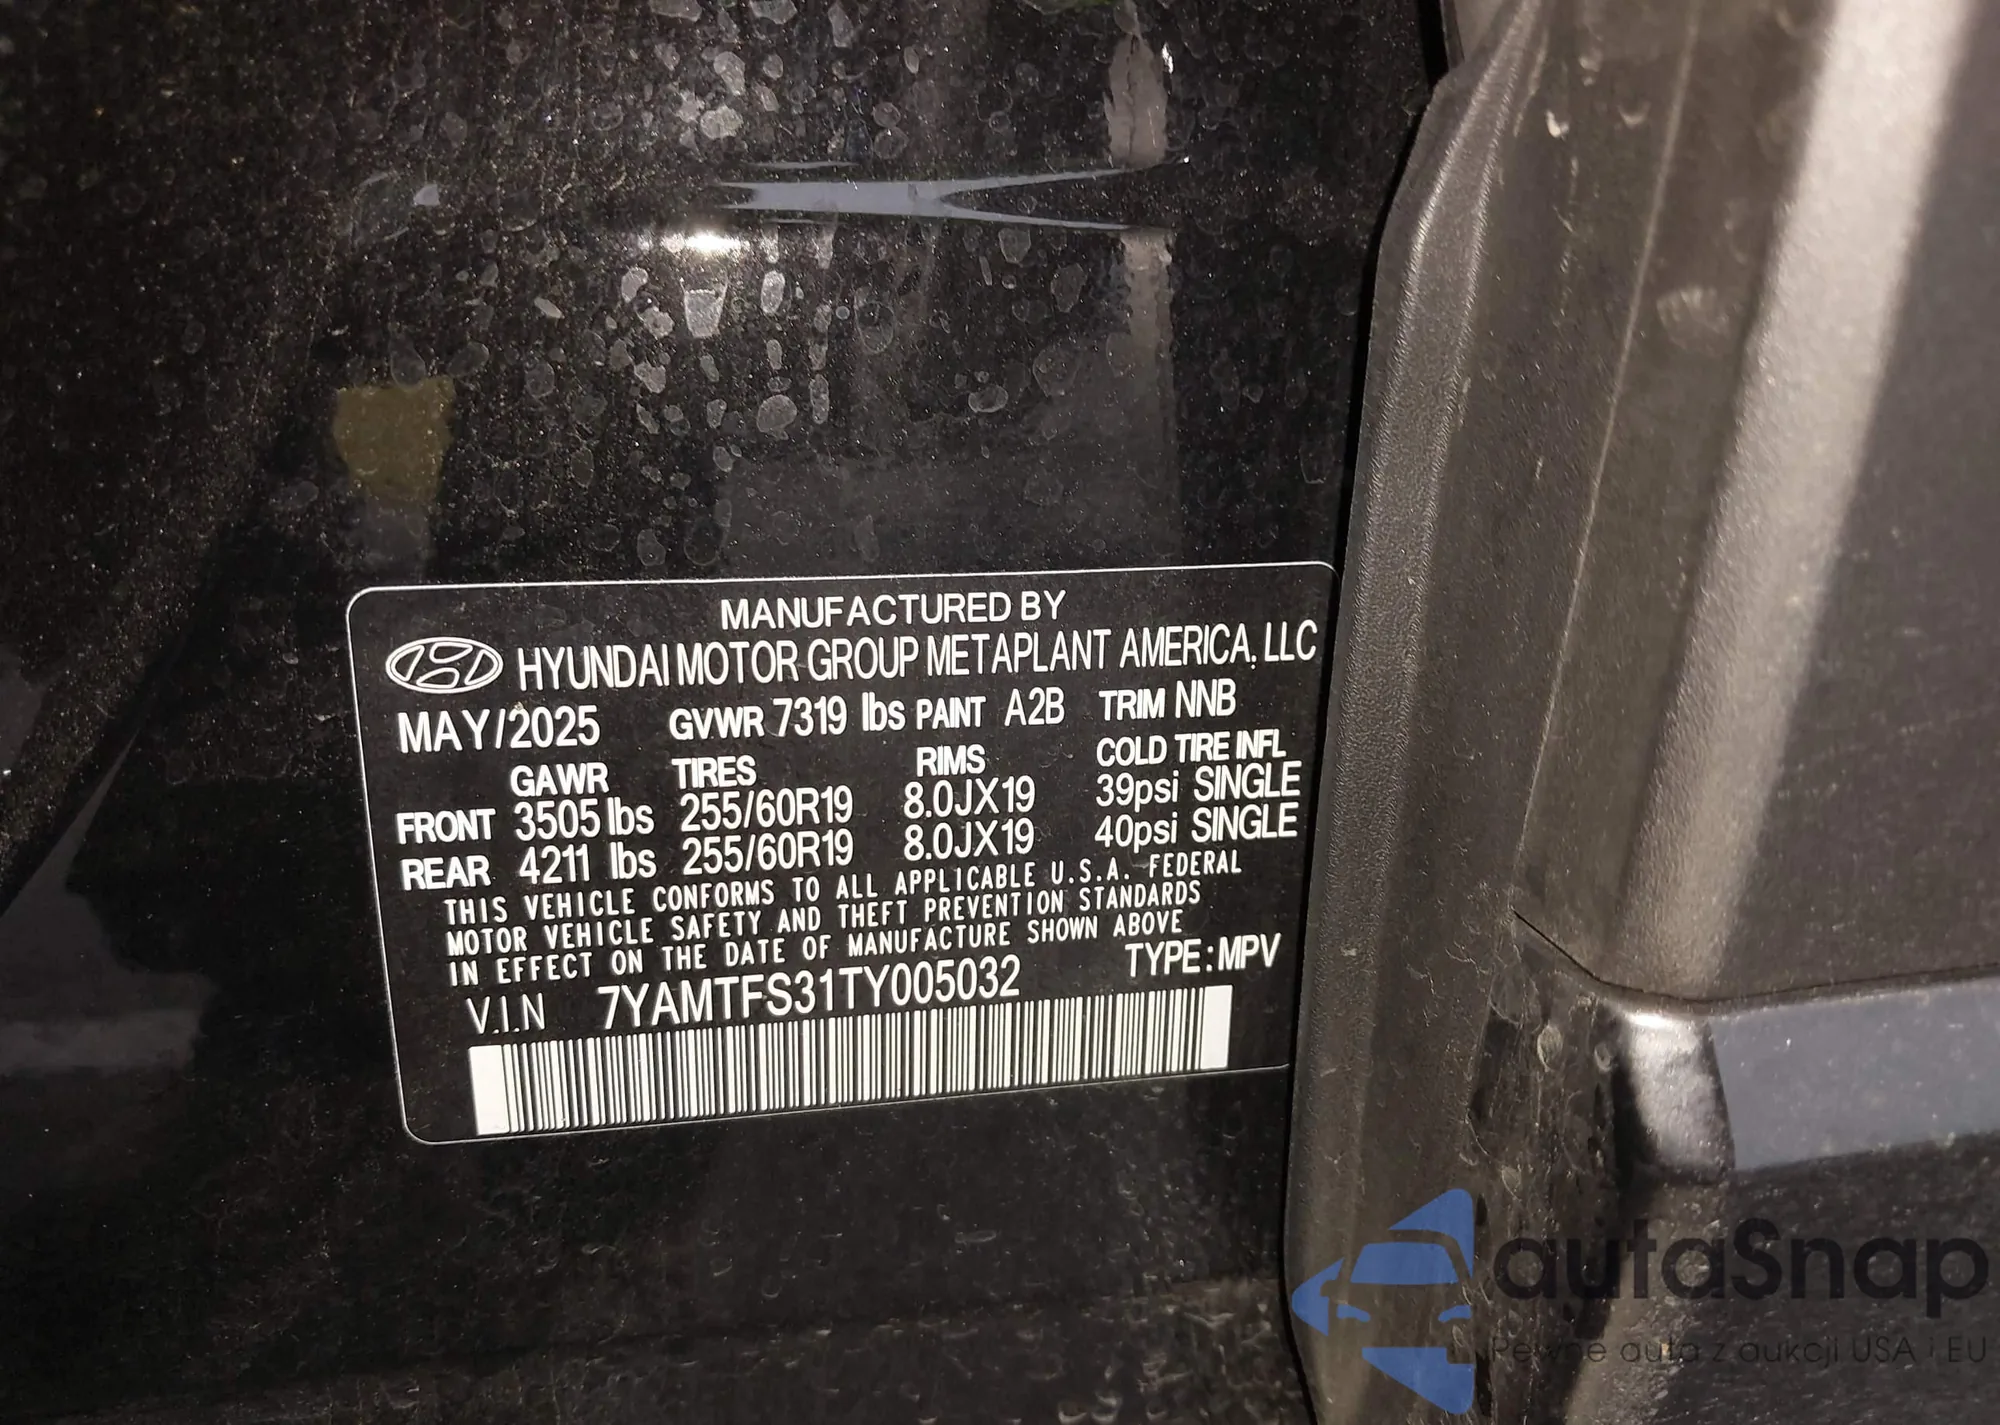 MANUFACTURED BY
HYUNDAI MOTOR GROUP METAPLANT AMERICA, LLC
MAY/2025 GVWR 7319 lbs PAINT A2B TRIM NNB
GAWR TIRES RIMS COLD TIRE INFL
FRONT 3505 lbs 255/60R19 8.0JX19 39psi SINGLE
REAR 4211 lbs 255/60R19 8.0JX19 40psi SINGLE
THIS VEHICLE CONFORMS TO ALL APPLICABLE U.S.A. FEDERAL
MOTOR VEHICLE SAFETY AND THEFT PREVENTION STANDARDS
IN EFFECT ON THE DATE OF MANUFACTURE SHOWN ABOVE
V.I.N 7YAMTFS31TY005032 TYPE:MPV
autaSnap
Pewne auta z aukcji USA i EU